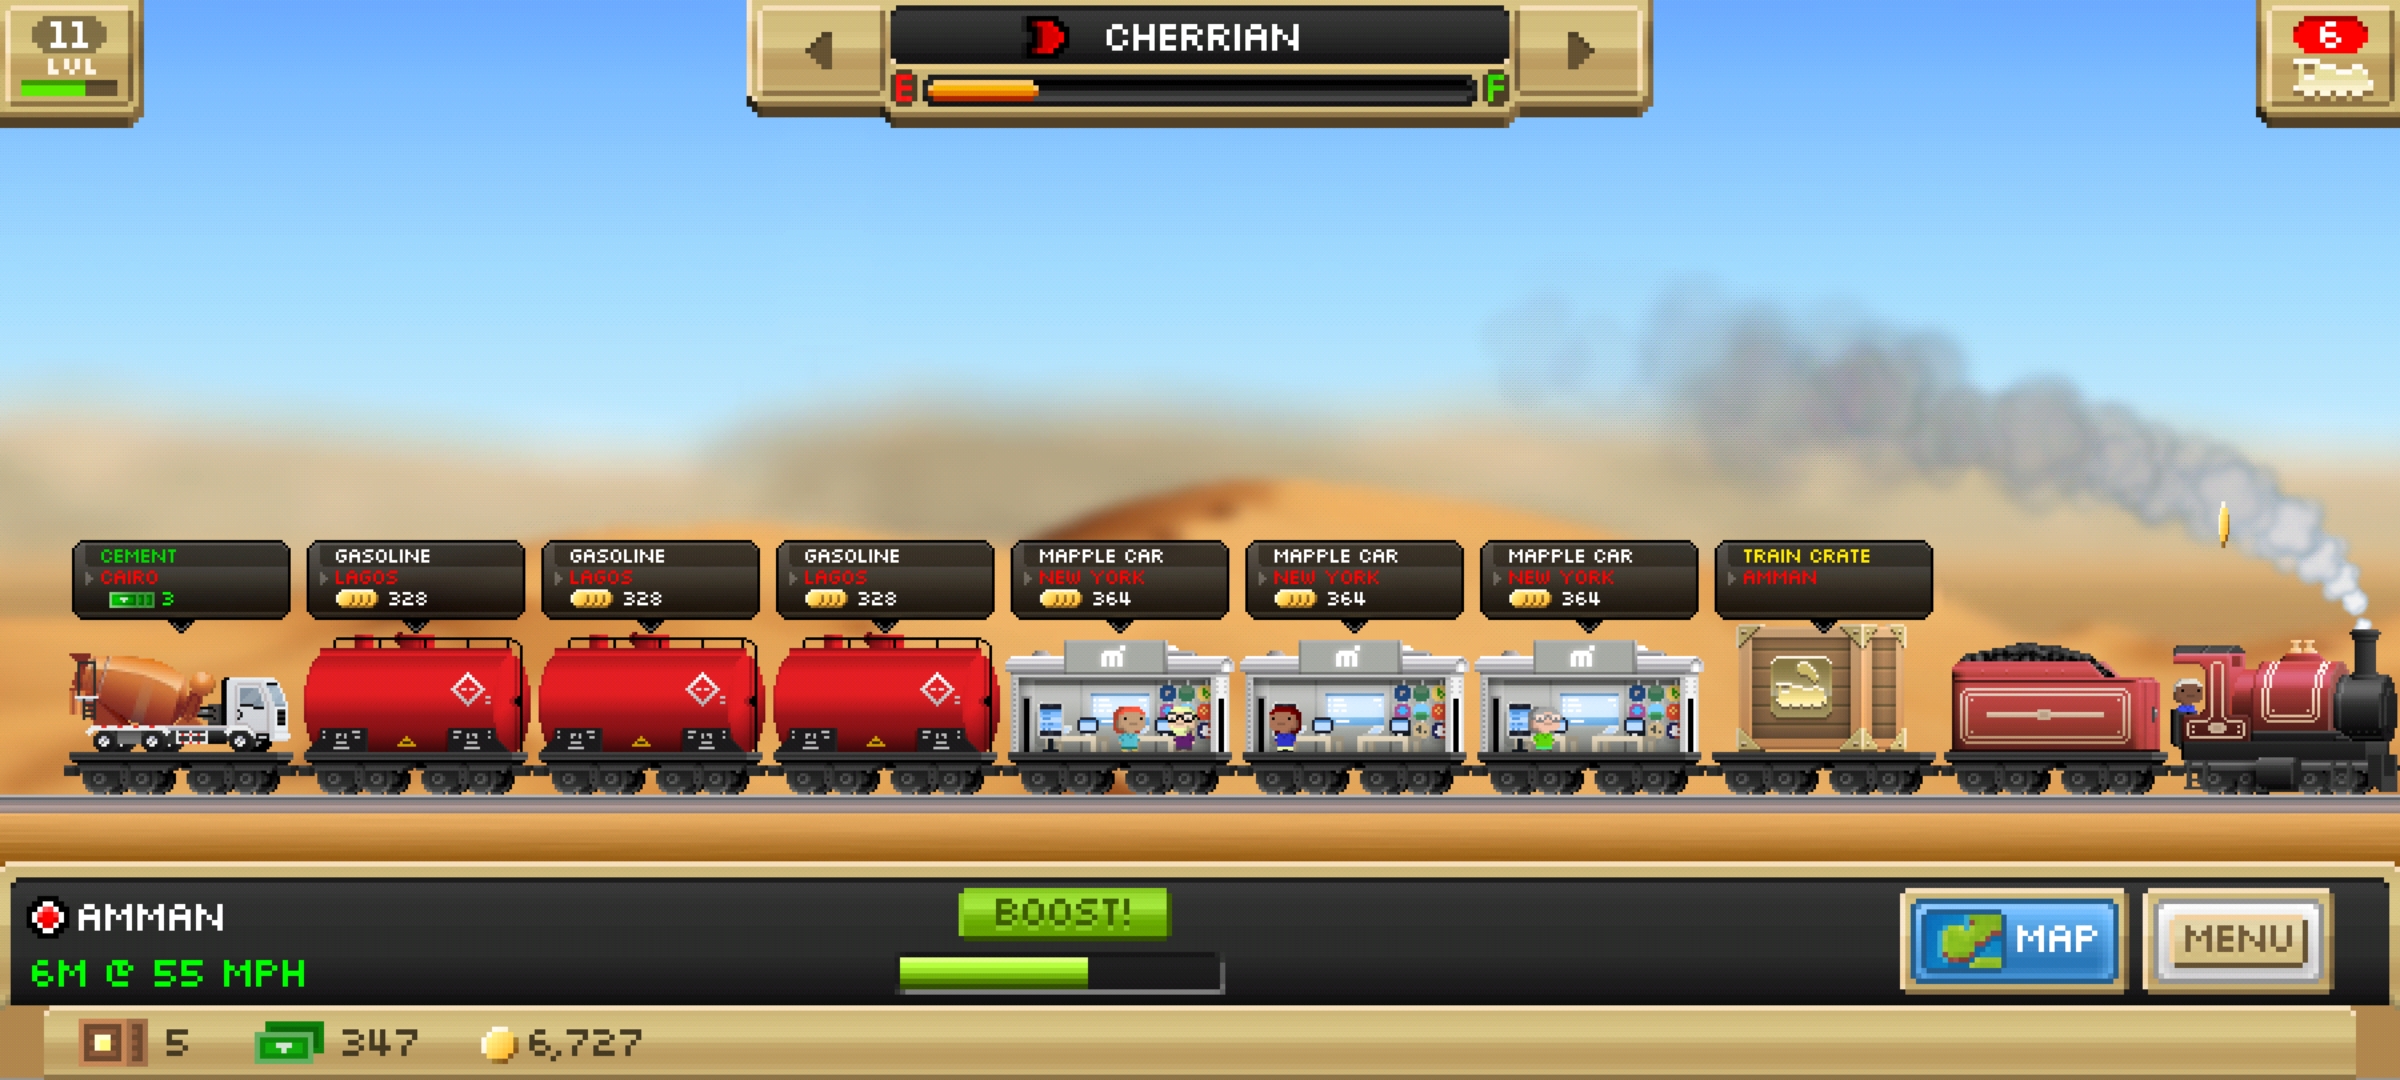 11
LVL
CHERRIAN
E F
6
CEMENT
CAIRO
3
GASOLINE
LAGOS
328
GASOLINE
LAGOS
328
GASOLINE
LAGOS
328
MAPPLE CAR
NEW YORK
364
MAPPLE CAR
NEW YORK
364
MAPPLE CAR
NEW YORK
364
TRAIN CRATE
AMMAN
m
m
m
AMMAN
6M @ 55 MPH
BOOST!
MAP
MENU
5 347 6,727